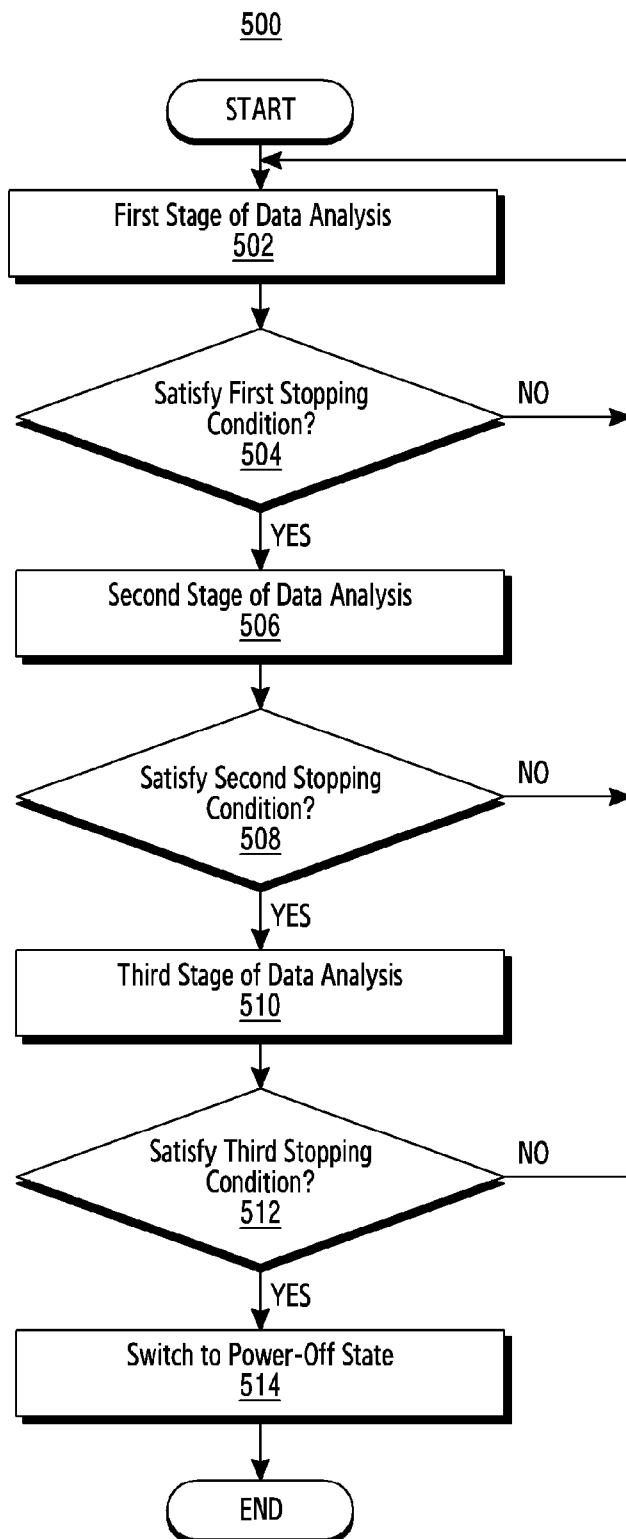 500
START
First Stage of Data Analysis
502
Satisfy First Stopping
Condition?
504
NO
YES
Second Stage of Data Analysis
506
Satisfy Second Stopping
Condition?
508
NO
YES
Third Stage of Data Analysis
510
Satisfy Third Stopping
Condition?
512
NO
YES
Switch to Power-Off State
514
END